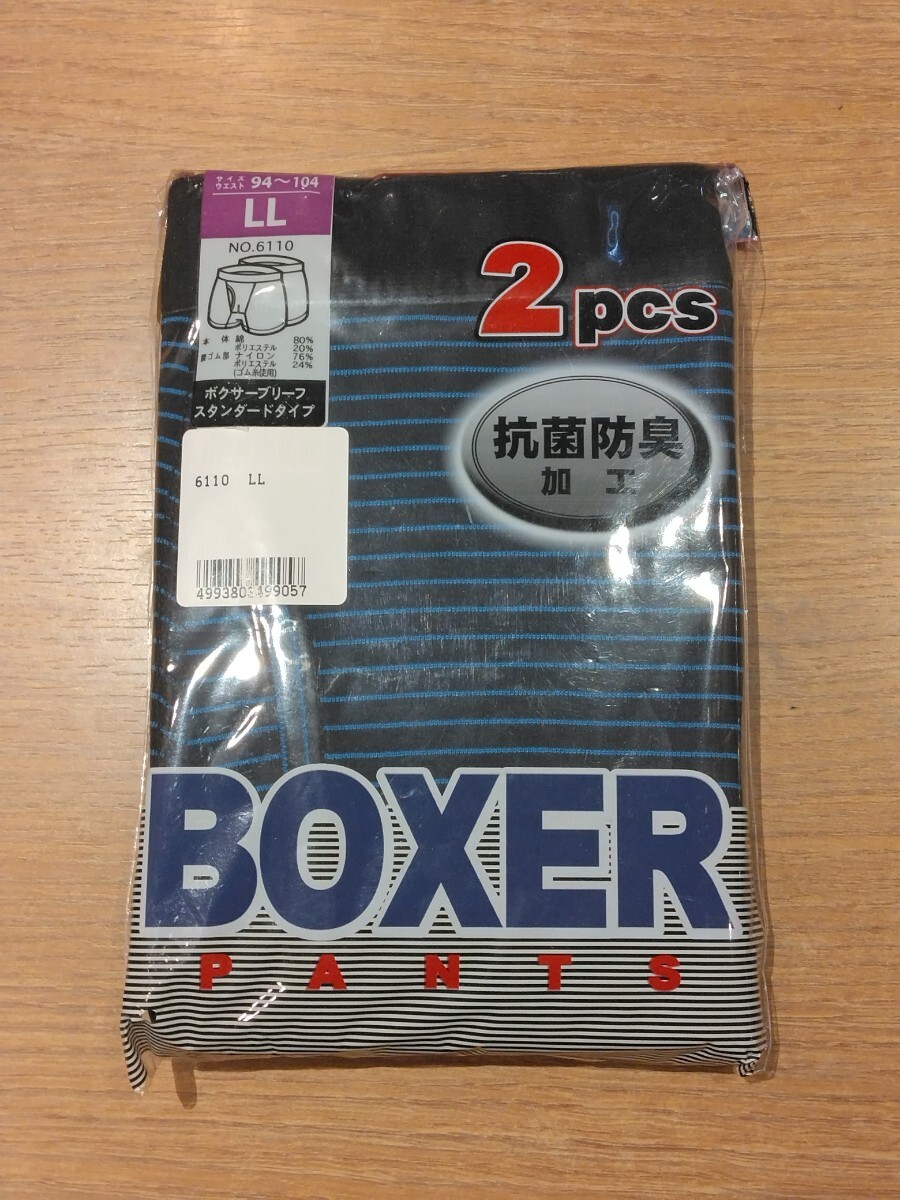 サイズ
ウエスト 94～104
LL
NO.6110
本体 綿 80%
ポリエステル 20%
腰ゴム部 ナイロン 76%
ポリエステル 24%
(ゴム糸使用)
ボクサーブリーフ
スタンダードタイプ
2pcs
抗菌防臭
加工
6110 LL
4993803499057
BOXER
PANTS